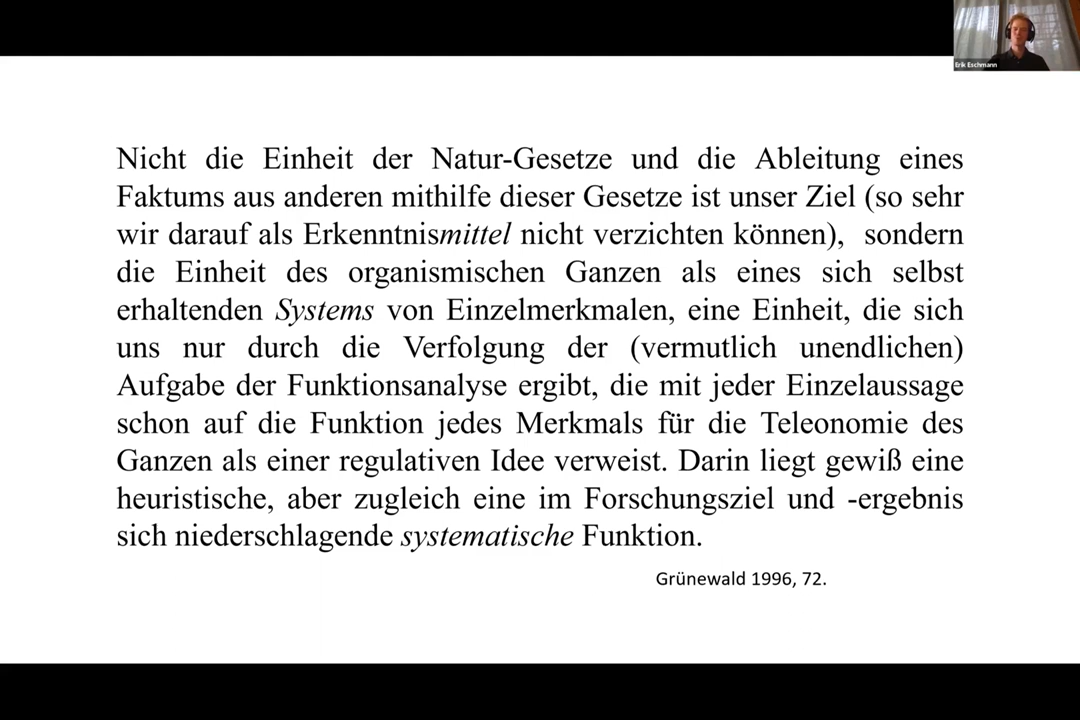 Erik Eschmann
Nicht die Einheit der Natur-Gesetze und die Ableitung eines
Faktums aus anderen mithilfe dieser Gesetze ist unser Ziel (so sehr
wir darauf als Erkenntnismittel nicht verzichten können), sondern
die Einheit des organismischen Ganzen als eines sich selbst
erhaltenden Systems von Einzelmerkmalen, eine Einheit, die sich
uns nur durch die Verfolgung der (vermutlich unendlichen)
Aufgabe der Funktionsanalyse ergibt, die mit jeder Einzelaussage
schon auf die Funktion jedes Merkmals für die Teleonomie des
Ganzen als einer regulativen Idee verweist. Darin liegt gewiß eine
heuristische, aber zugleich eine im Forschungsziel und -ergebnis
sich niederschlagende systematische Funktion.
Grünewald 1996, 72.